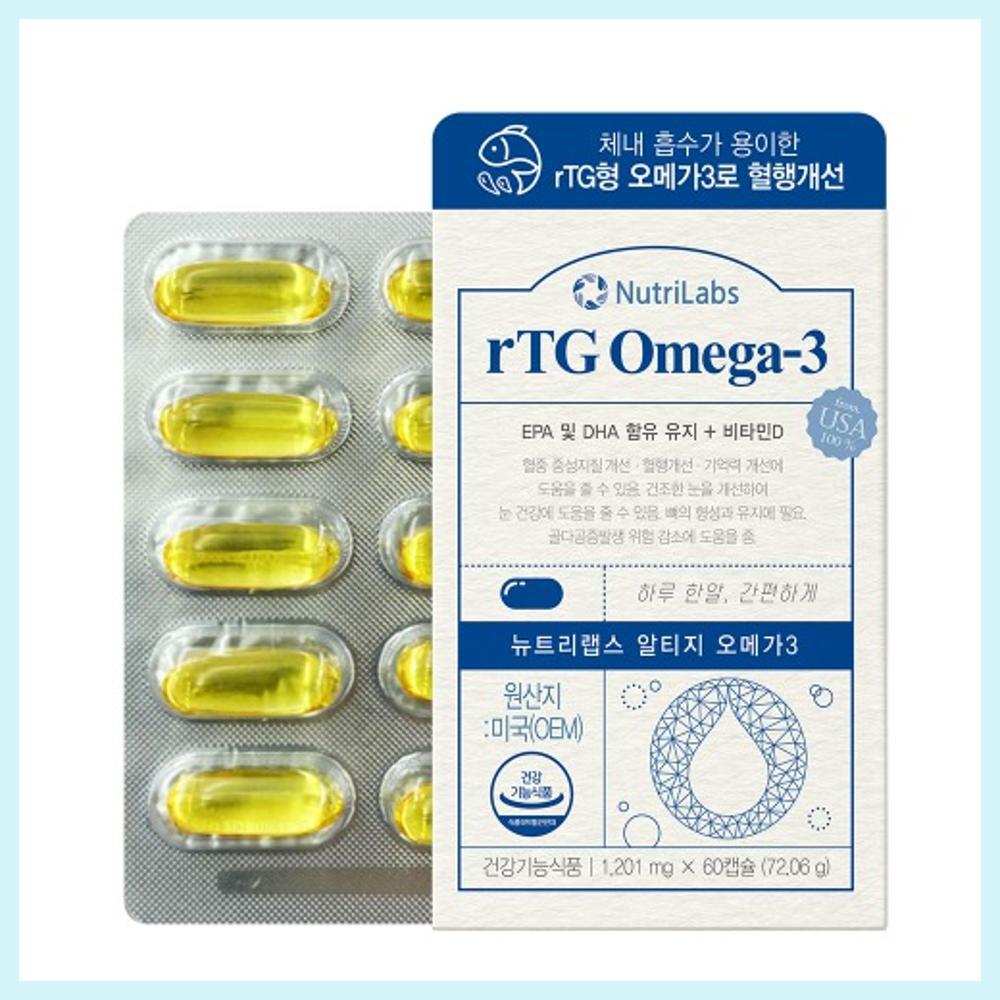 체내 흡수가 용이한
rTG형 오메가3로 혈행개선
NutriLabs
rTG Omega-3
from.
USA
100 %
EPA 및 DHA 함유 유지 + 비타민D
혈중 중성지질 개선 · 혈행개선 · 기억력 개선에
도움을 줄 수 있음. 건조한 눈을 개선하여
눈 건강에 도움을 줄 수 있음. 뼈의 형성과 유지에 필요.
골다공증발생 위험 감소에 도움을 줌.
하루 한알, 간편하게
뉴트리랩스 알티지 오메가3
원산지
:미국(OEM)
건강
기능식품
식품의약품안전처
건강기능식품 | 1,201 mg × 60캡슐 (72.06 g)